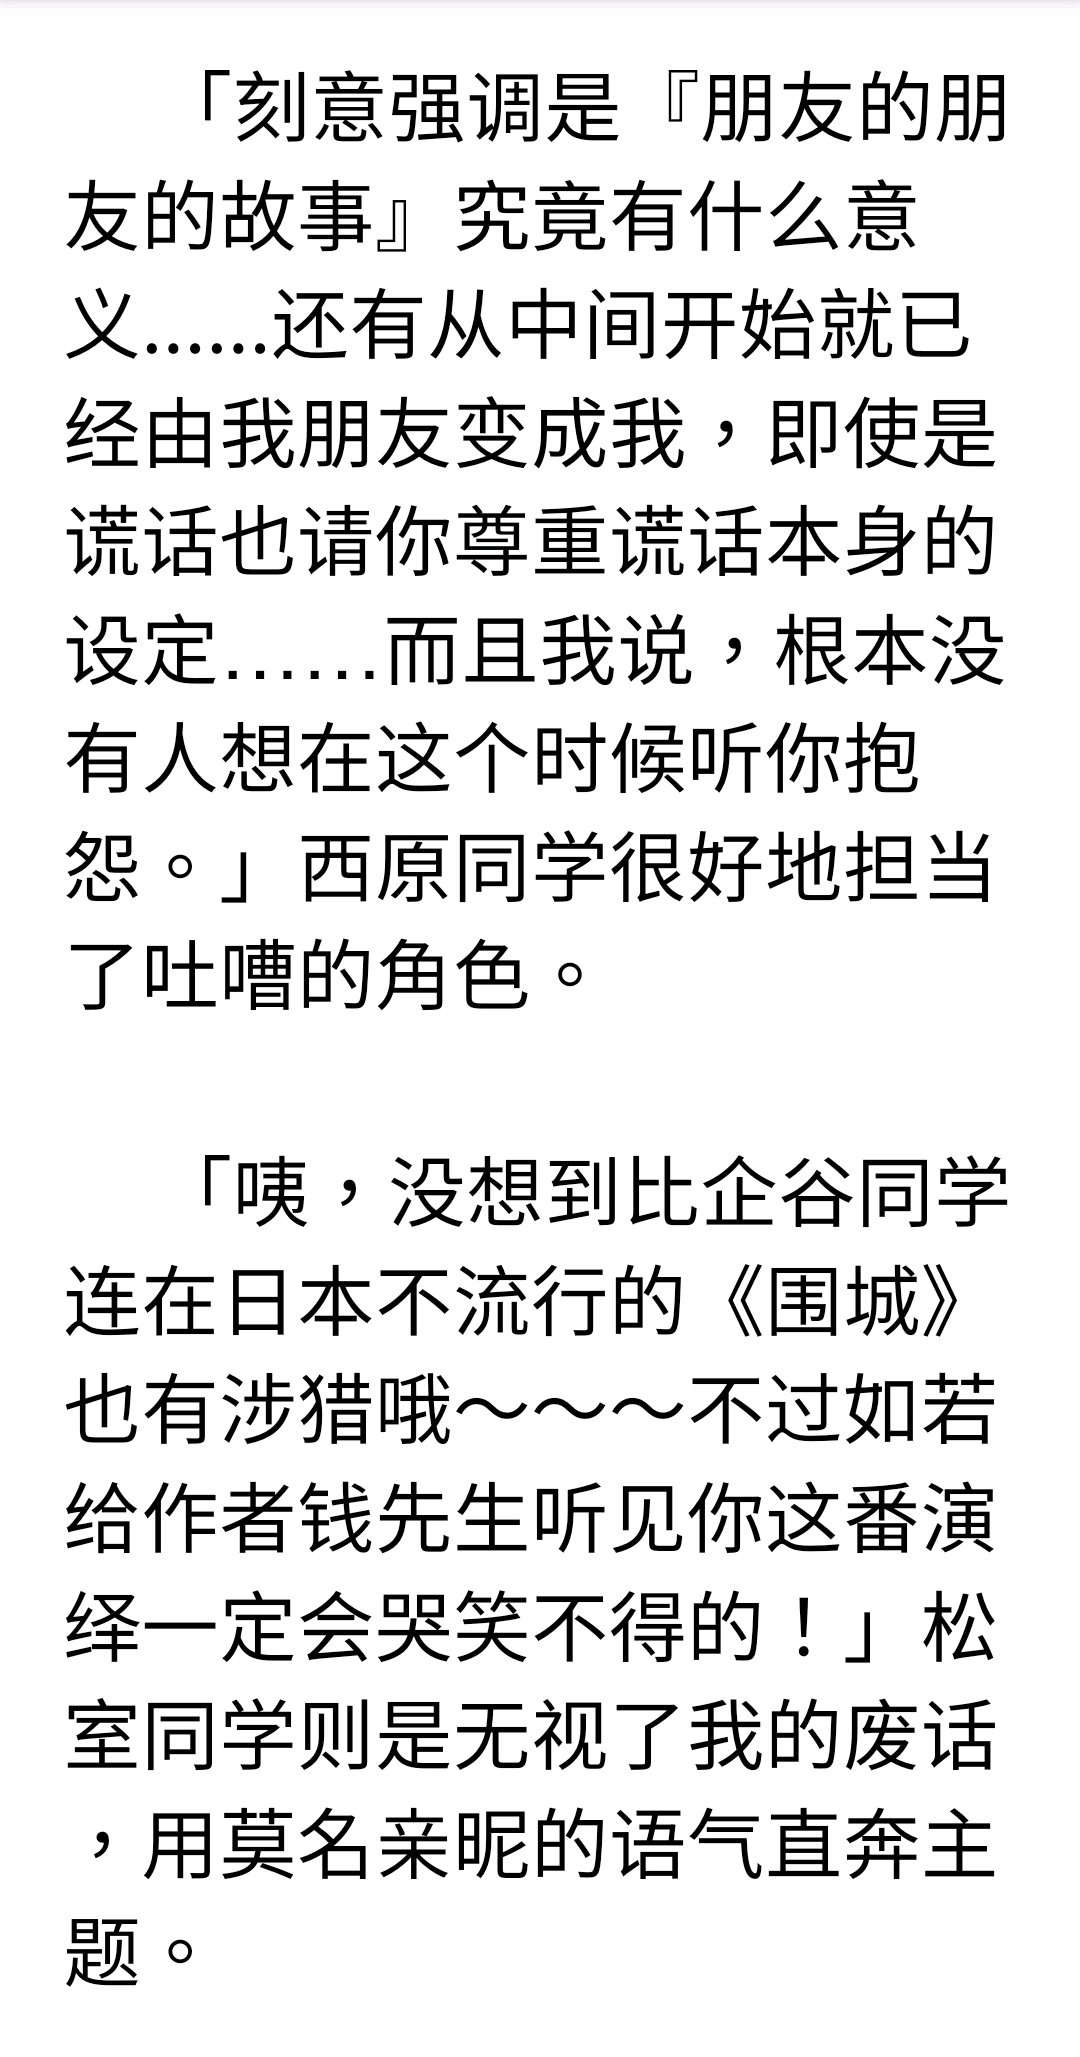 「刻意强调是『朋友的朋
友的故事』究竟有什么意
义......还有从中间开始就已
经由我朋友变成我，即使是
谎话也请你尊重谎话本身的
设定……而且我说，根本没
有人想在这个时候听你抱
怨。」西原同学很好地担当
了吐嘈的角色。
「咦，没想到比企谷同学
连在日本不流行的《围城》
也有涉猎哦～～～不过如若
给作者钱先生听见你这番演
绎一定会哭笑不得的！」松
室同学则是无视了我的废话
，用莫名亲昵的语气直奔主
题。